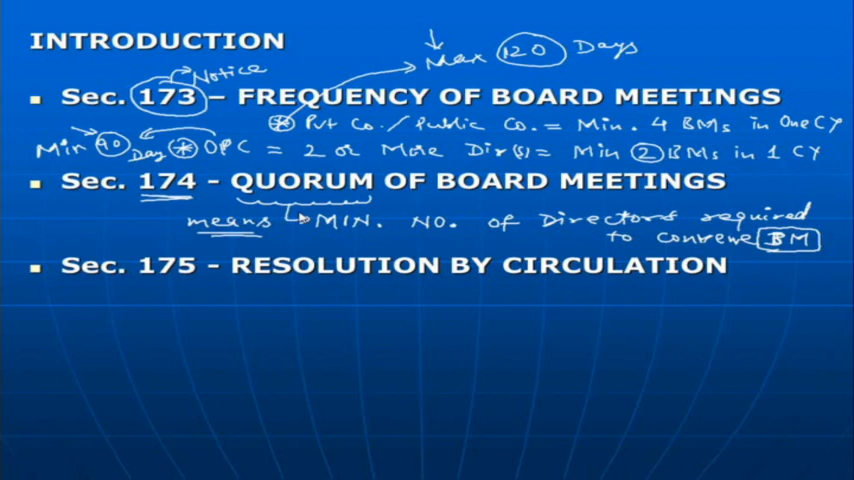 INTRODUCTION
Max 120 Days
Notice
Sec. 173 – FREQUENCY OF BOARD MEETINGS
* Pvt Co. / Public Co. = Min. 4 BMs in One CY
Min 90 Day * OPC = 2 or More Dir(s) = Min 2 BMs in 1 CY
Sec. 174 - QUORUM OF BOARD MEETINGS
means MIN. NO. of Directors required
to convene BM
Sec. 175 - RESOLUTION BY CIRCULATION